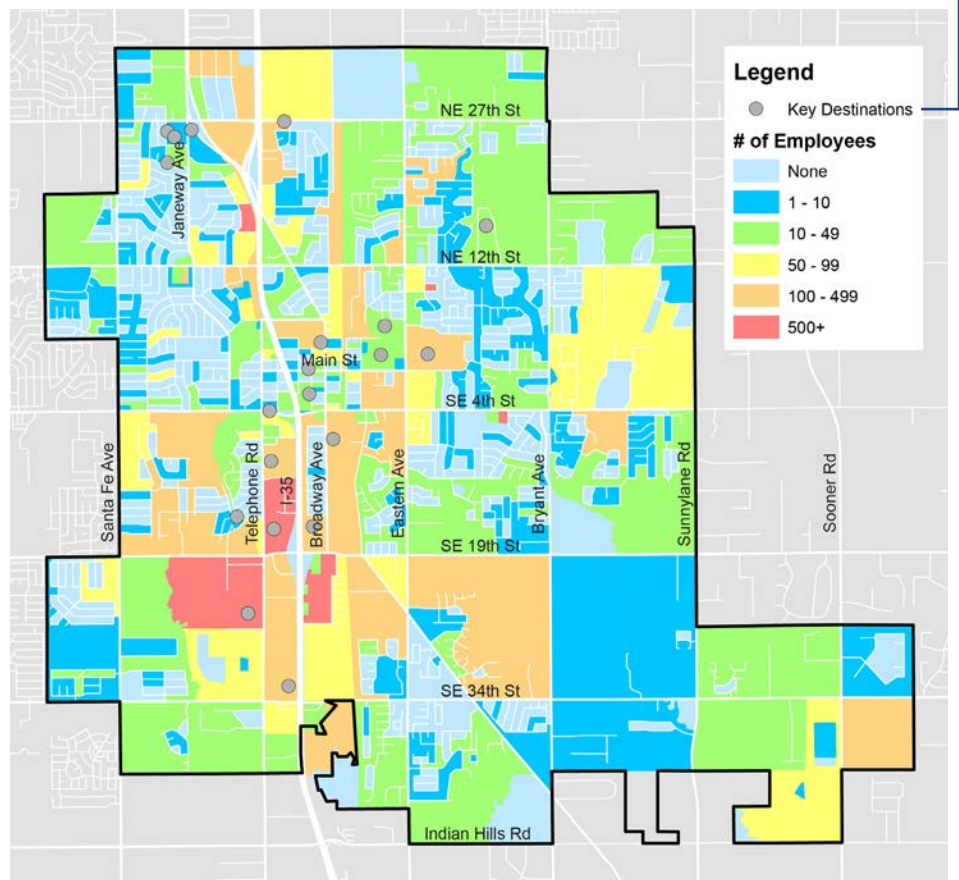 Legend
Key Destinations
# of Employees
None
1 - 10
10 - 49
50 - 99
100 - 499
500+
NE 27th St
Janeway Ave
NE 12th St
Main St
SE 4th St
Santa Fe Ave
Telephone Rd
I-35
Broadway Ave
Eastern Ave
Bryant Ave
Sunnylane Rd
Sooner Rd
SE 19th St
SE 34th St
Indian Hills Rd